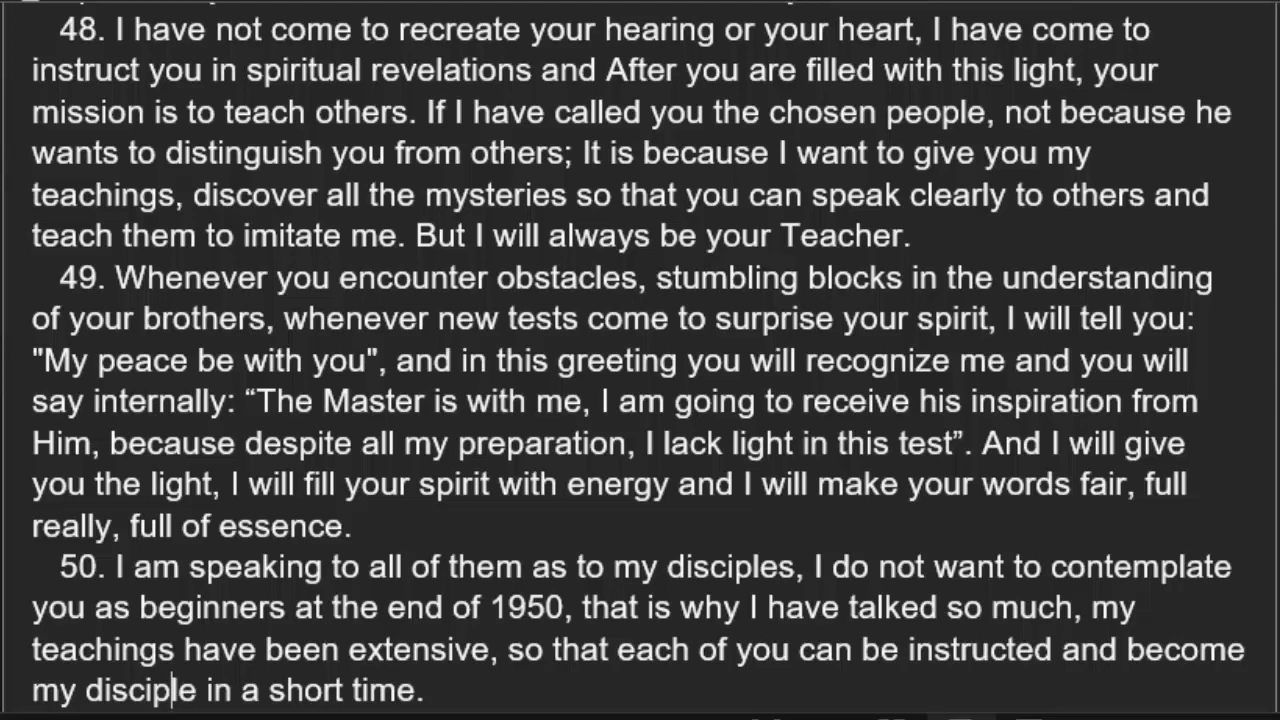 48. I have not come to recreate your hearing or your heart, I have come to
instruct you in spiritual revelations and After you are filled with this light, your
mission is to teach others. If I have called you the chosen people, not because he
wants to distinguish you from others; It is because I want to give you my
teachings, discover all the mysteries so that you can speak clearly to others and
teach them to imitate me. But I will always be your Teacher.
49. Whenever you encounter obstacles, stumbling blocks in the understanding
of your brothers, whenever new tests come to surprise your spirit, I will tell you:
"My peace be with you", and in this greeting you will recognize me and you will
say internally: “The Master is with me, I am going to receive his inspiration from
Him, because despite all my preparation, I lack light in this test”. And I will give
you the light, I will fill your spirit with energy and I will make your words fair, full
really, full of essence.
50. I am speaking to all of them as to my disciples, I do not want to contemplate
you as beginners at the end of 1950, that is why I have talked so much, my
teachings have been extensive, so that each of you can be instructed and become
my disciple in a short time.